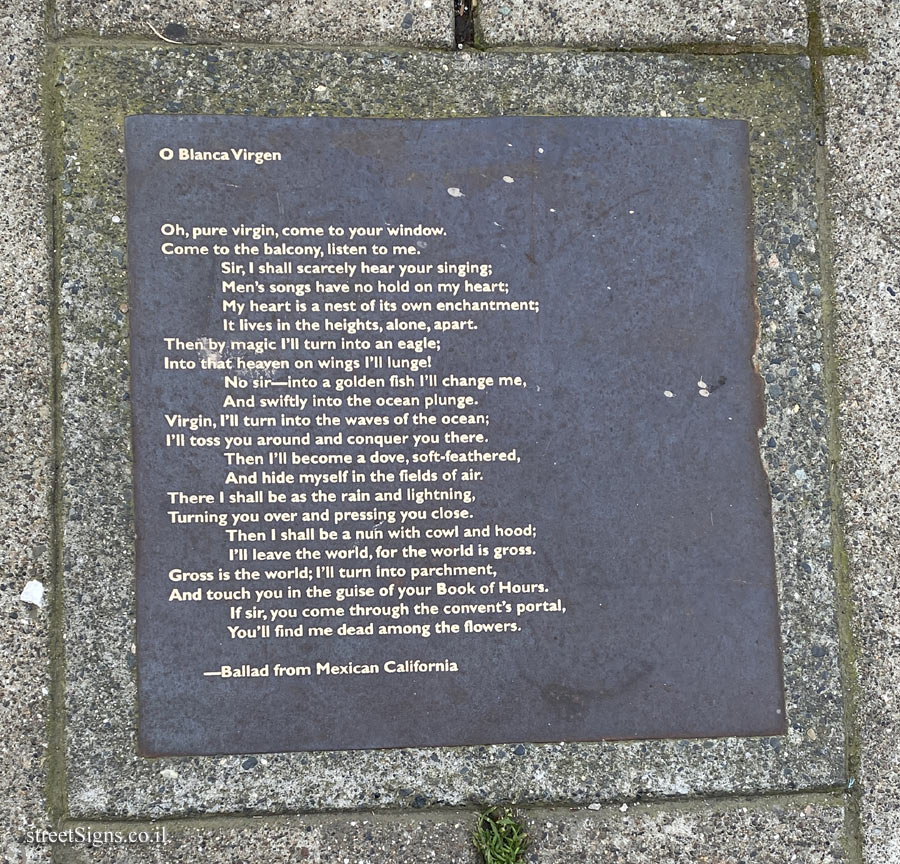 O Blanca Virgen
Oh, pure virgin, come to your window.
Come to the balcony, listen to me.
Sir, I shall scarcely hear your singing;
Men's songs have no hold on my heart;
My heart is a nest of its own enchantment;
It lives in the heights, alone, apart.
Then by magic I'll turn into an eagle;
Into that heaven on wings I'll lunge!
No sir—into a golden fish I'll change me,
And swiftly into the ocean plunge.
Virgin, I'll turn into the waves of the ocean;
I'll toss you around and conquer you there.
Then I'll become a dove, soft-feathered,
And hide myself in the fields of air.
There I shall be as the rain and lightning,
Turning you over and pressing you close.
Then I shall be a nun with cowl and hood;
I'll leave the world, for the world is gross.
Gross is the world; I'll turn into parchment,
And touch you in the guise of your Book of Hours.
If sir, you come through the convent's portal,
You'll find me dead among the flowers.
—Ballad from Mexican California
streetSigns.co.il